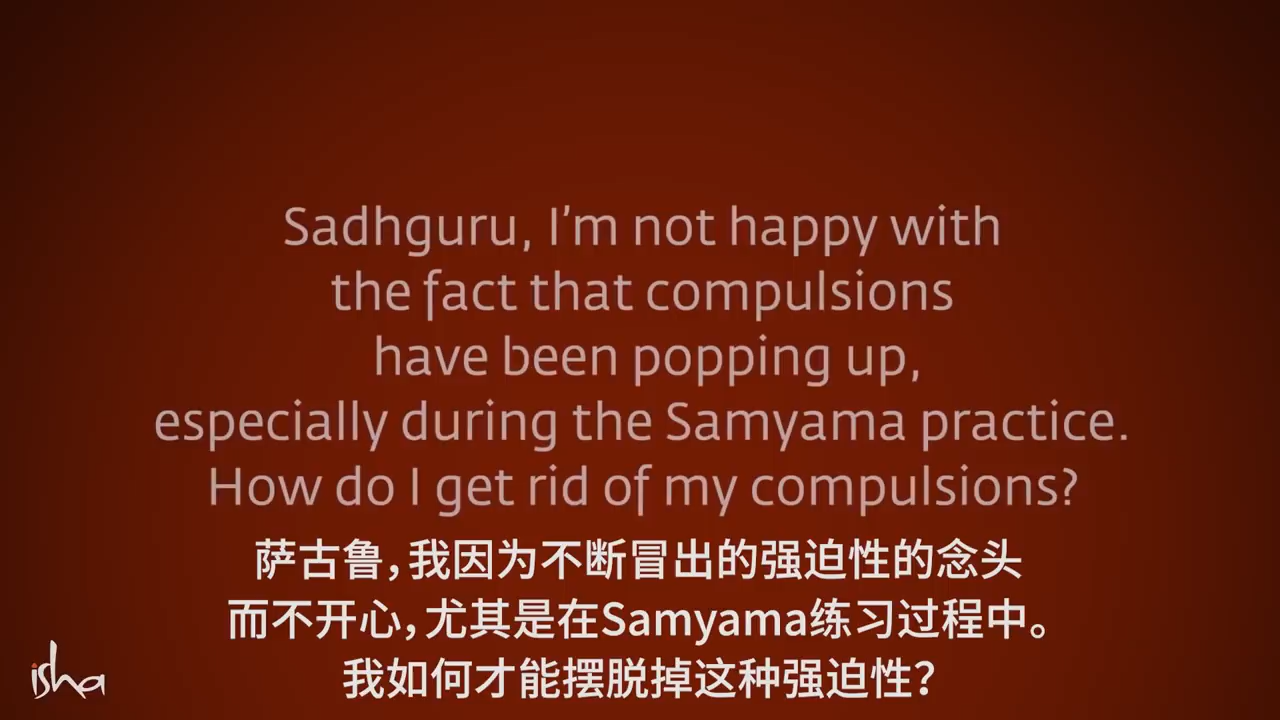 Sadhguru, I'm not happy with
the fact that compulsions
have been popping up,
especially during the Samyama practice.
How do I get rid of my compulsions?
萨古鲁，我因为不断冒出的强迫性的念头
而不开心，尤其是在Samyama练习过程中。
我如何才能摆脱掉这种强迫性？
isha